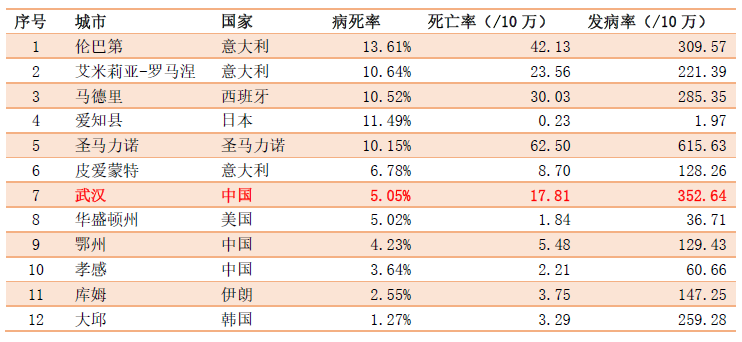 序号 城市 国家 病死率 死亡率（/10 万） 发病率（/10 万）
1 伦巴第 意大利 13.61% 42.13 309.57
2 艾米莉亚-罗马涅 意大利 10.64% 23.56 221.39
3 马德里 西班牙 10.52% 30.03 285.35
4 爱知县 日本 11.49% 0.23 1.97
5 圣马力诺 圣马力诺 10.15% 62.50 615.63
6 皮爱蒙特 意大利 6.78% 8.70 128.26
7 武汉 中国 5.05% 17.81 352.64
8 华盛顿州 美国 5.02% 1.84 36.71
9 鄂州 中国 4.23% 5.48 129.43
10 孝感 中国 3.64% 2.21 60.66
11 库姆 伊朗 2.55% 3.75 147.25
12 大邱 韩国 1.27% 3.29 259.28